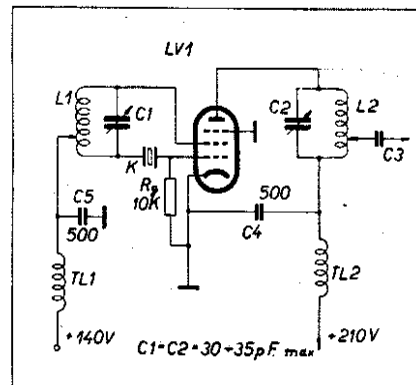 LV1
L1
C1
C2
L2
C3
K
Rg
10K
C5
500
500
C4
TL1
TL2
+140V
+210V
C1=C2=30÷35pF max